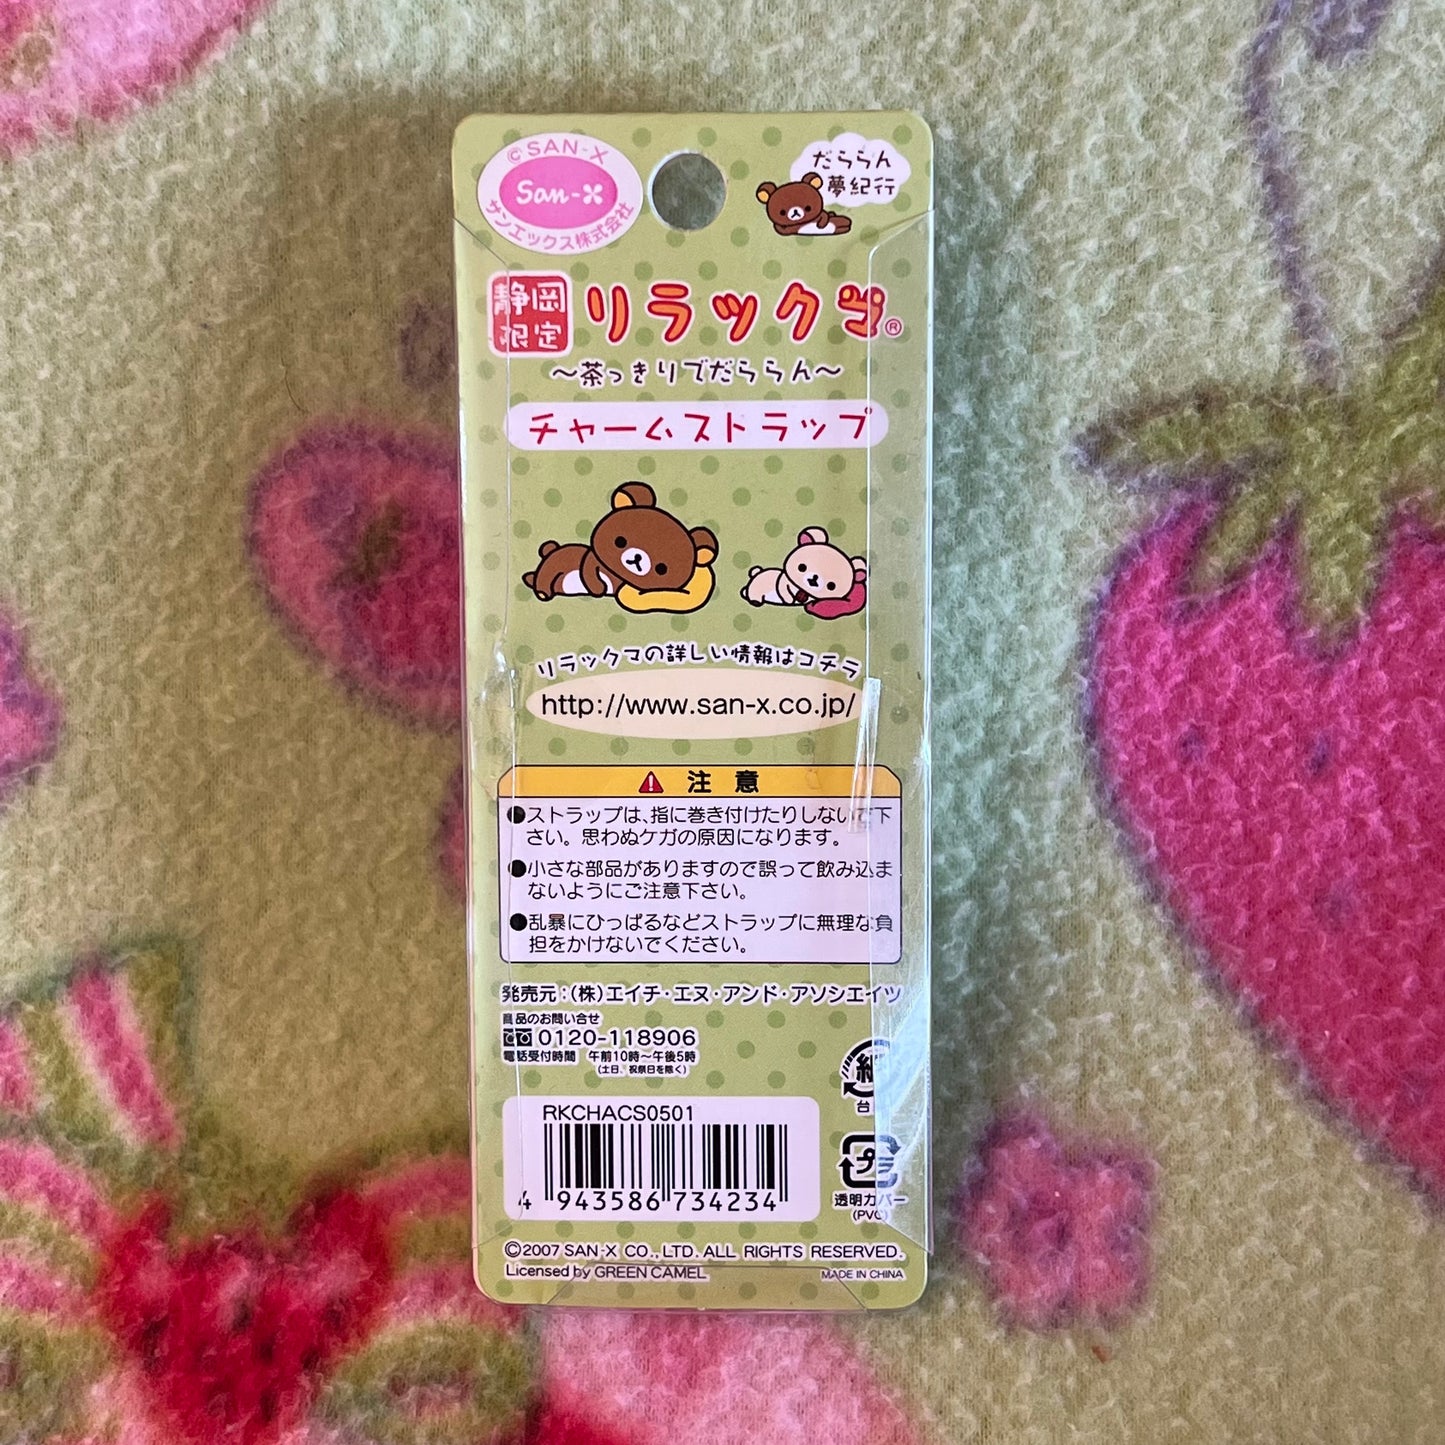 ©SAN-X
San-X
サンエックス株式会社
だららん
夢紀行
静岡
限定
リラックマ®
〜茶っきりでだららん〜
チャームストラップ
リラックマの詳しい情報はコチラ
http://www.san-x.co.jp/
注意
●ストラップは、指に巻き付けたりしないで下
さい。思わぬケガの原因になります。
●小さな部品がありますので誤って飲み込ま
ないようにご注意下さい。
●乱暴にひっぱるなどストラップに無理な負
担をかけないでください。
発売元:(株)エイチ・エヌ・アンド・アソシエイツ
商品のお問い合せ
0120-118906
電話受付時間 午前10時〜午後5時
(土日、祝祭日を除く)
紙
台
RKCHACS0501
4 943586 734234
プラ
透明カバー
(PVC)
©2007 SAN-X CO.,LTD. ALL RIGHTS RESERVED.
Licensed by GREEN CAMEL
MADE IN CHINA